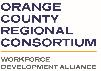 ORANGE
COUNTY
REGIONAL
CONSORTIUM
WORKFORCE
DEVELOPMENT ALLIANCE